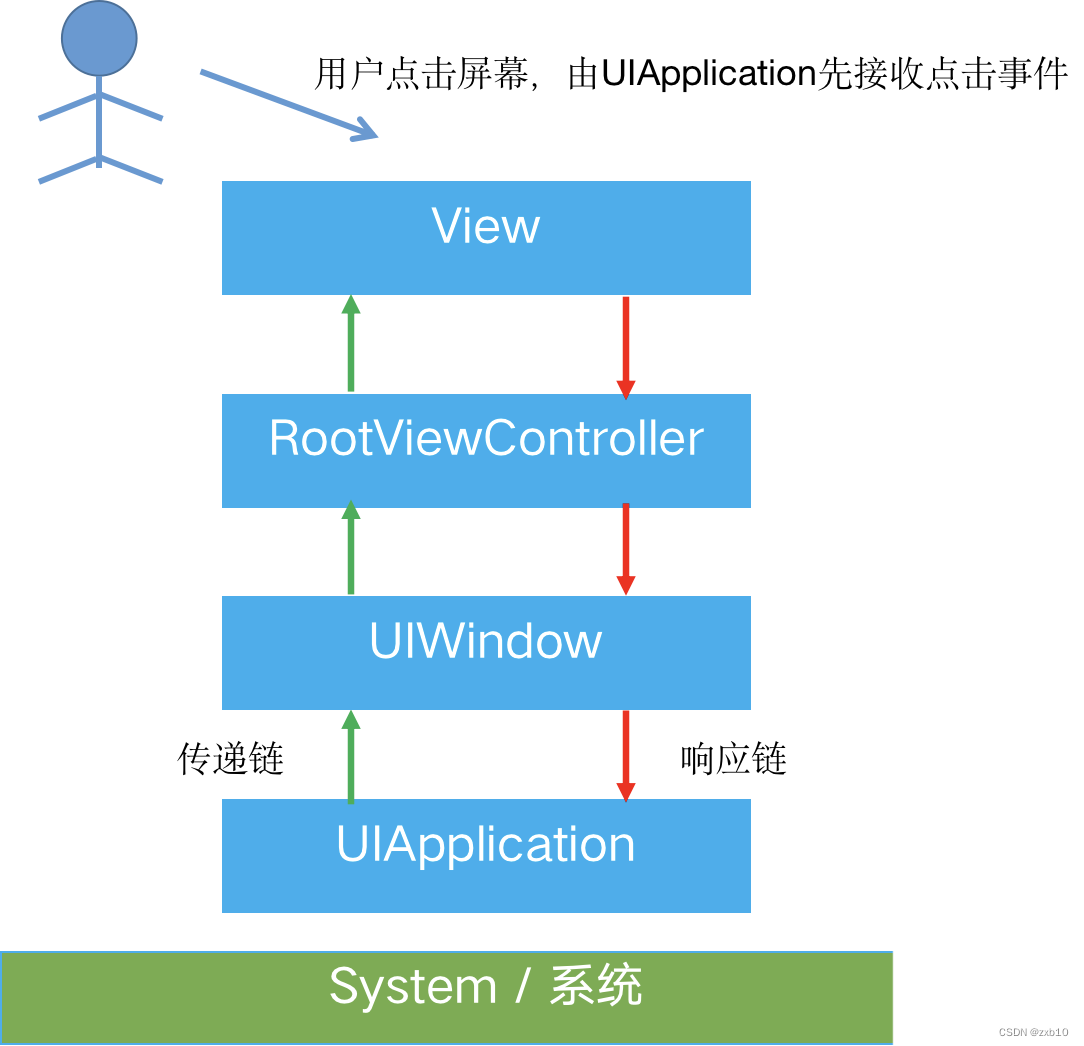 用户点击屏幕，由UIApplication先接收点击事件
View
RootViewController
UIWindow
传递链
响应链
UIApplication
System / 系统
CSDN @zxb10